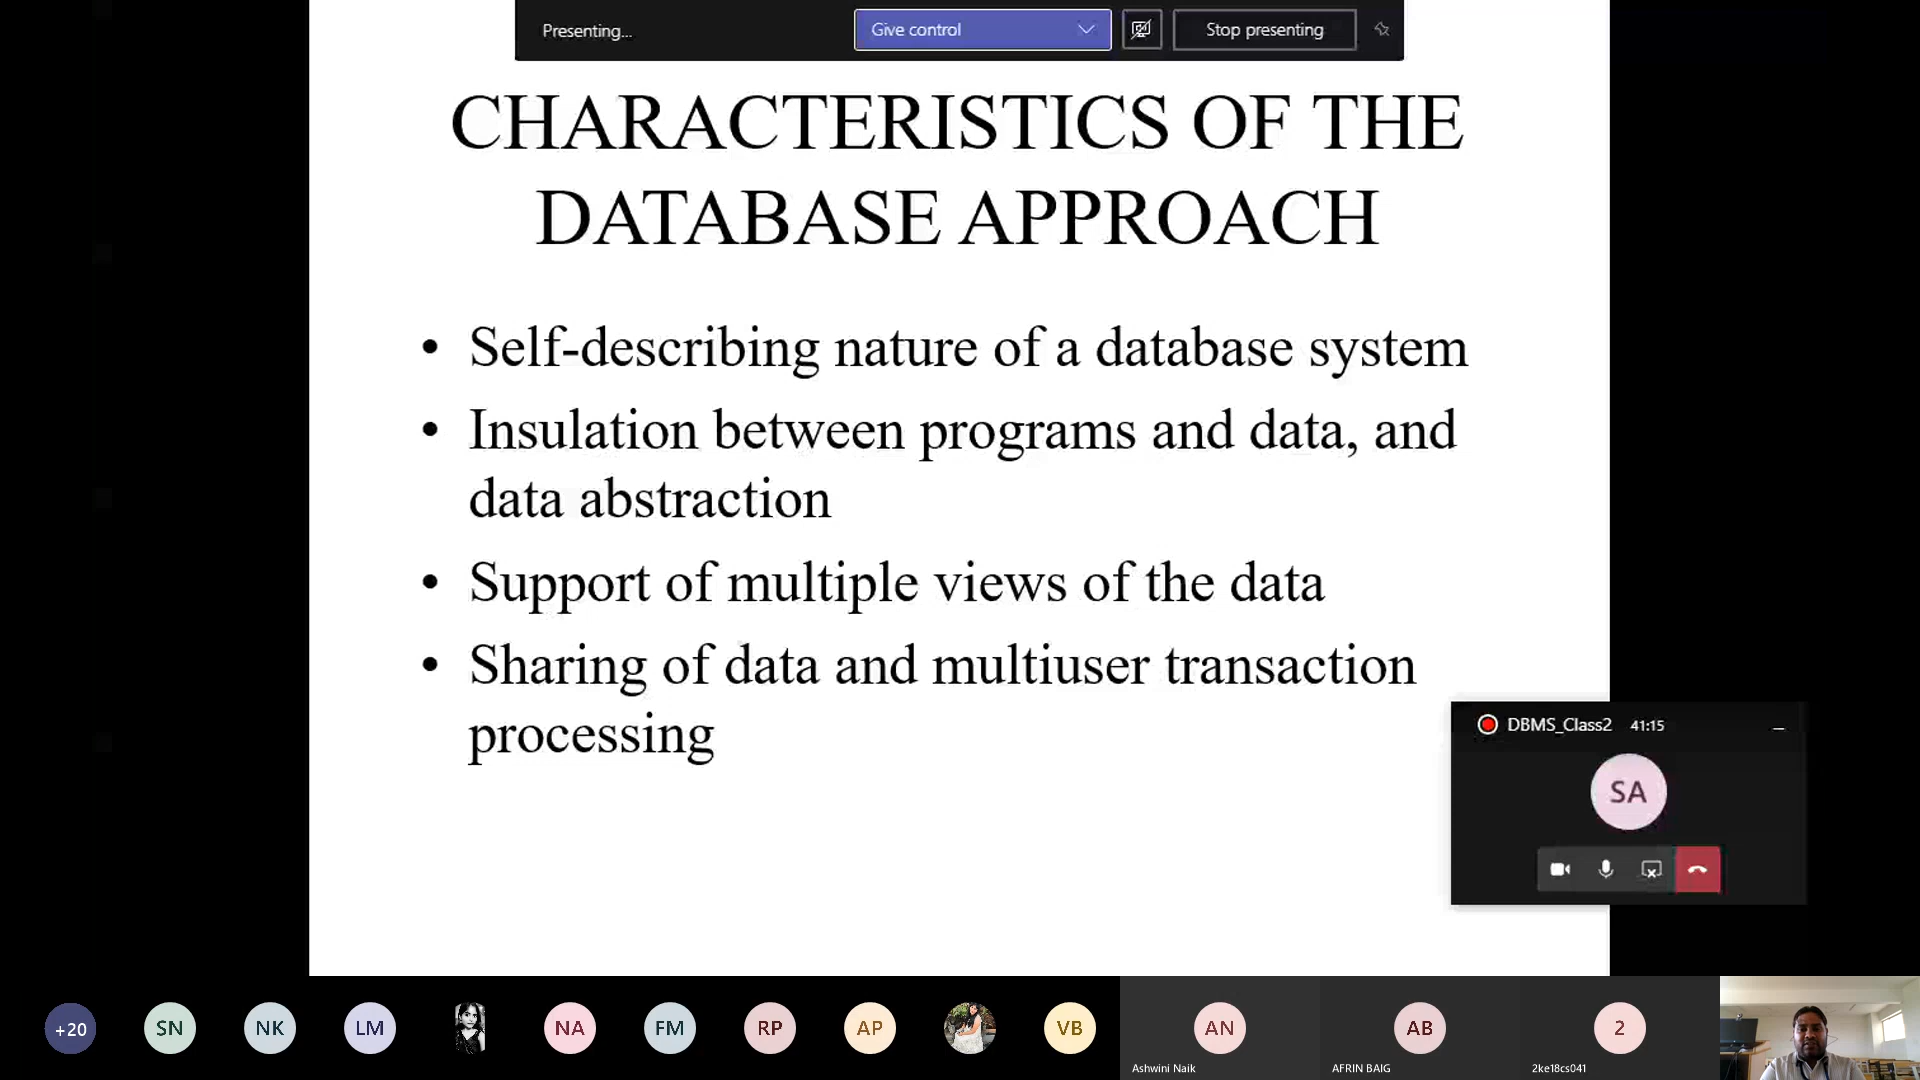 Presenting...
Give control
Stop presenting
CHARACTERISTICS OF THE
DATABASE APPROACH
• Self-describing nature of a database system
• Insulation between programs and data, and
data abstraction
• Support of multiple views of the data
• Sharing of data and multiuser transaction
processing
DBMS_Class2 41:15
SA
+20 SN NK LM NA FM RP AP VB AN AB 2
Ashwini Naik AFRIN BAIG 2ke18cs041